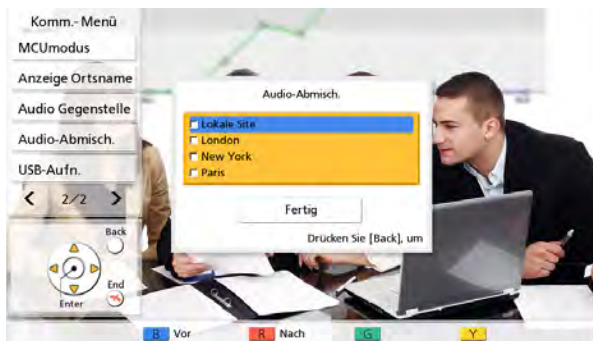 Komm.- Menü
MCUmodus
Anzeige Ortsname
Audio Gegenstelle
Audio-Abmisch.
USB-Aufn.
< 2/2 >
Back
End
Enter
Audio-Abmisch.
Lokale Site
London
New York
Paris
Fertig
Drücken Sie [Back], um
B Vor R Nach G Y